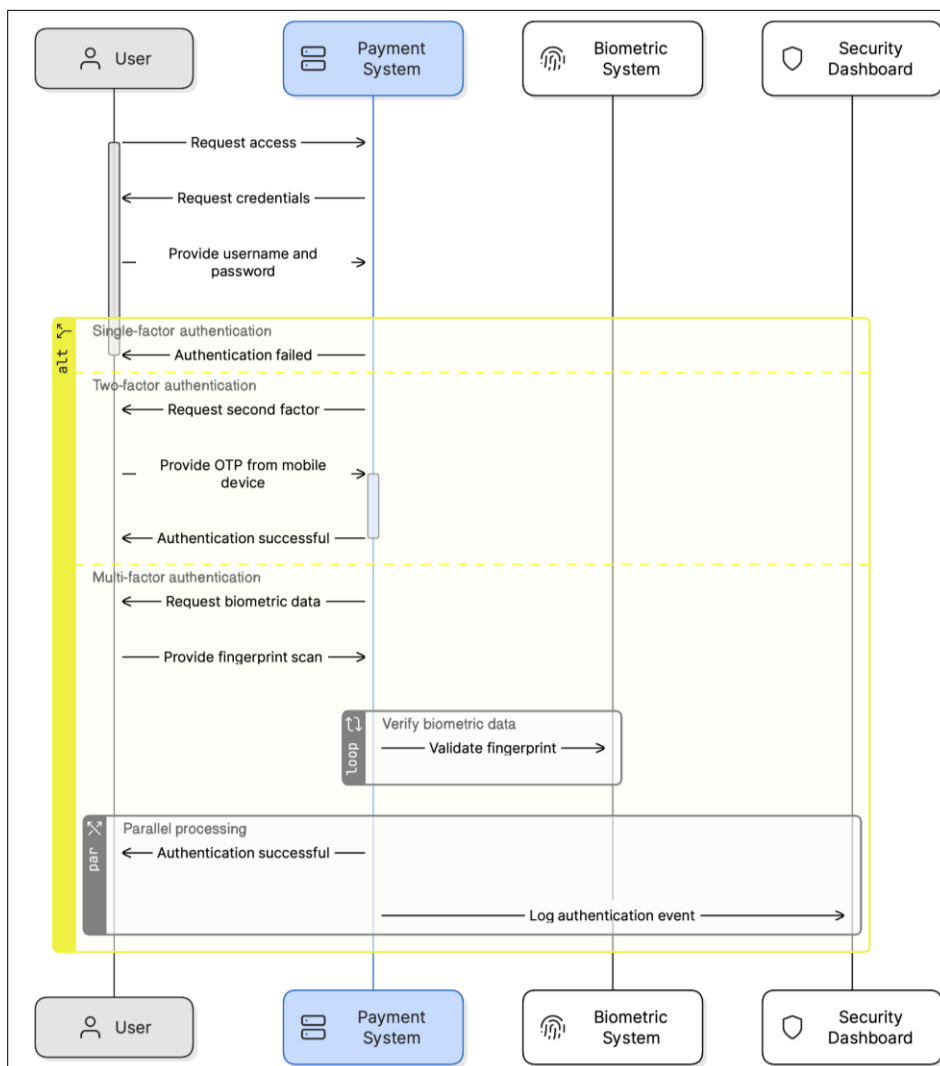 User
Payment
System
Biometric
System
Security
Dashboard
Request access
Request credentials
Provide username and
password
alt
Single-factor authentication
Authentication failed
Two-factor authentication
Request second factor
Provide OTP from mobile
device
Authentication successful
Multi-factor authentication
Request biometric data
Provide fingerprint scan
loop
Verify biometric data
Validate fingerprint
par
Parallel processing
Authentication successful
Log authentication event
User
Payment
System
Biometric
System
Security
Dashboard